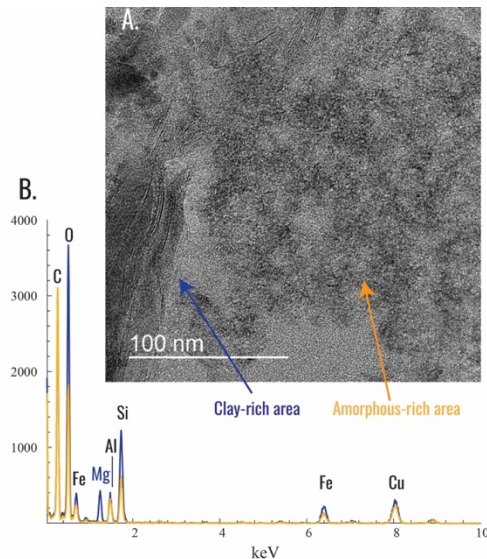 A.
100 nm
Clay-rich area
Amorphous-rich area
B.
4000
3000
2000
1000
C
O
Fe
Mg
Al
Si
Fe
Cu
2
4
6
8
10
keV